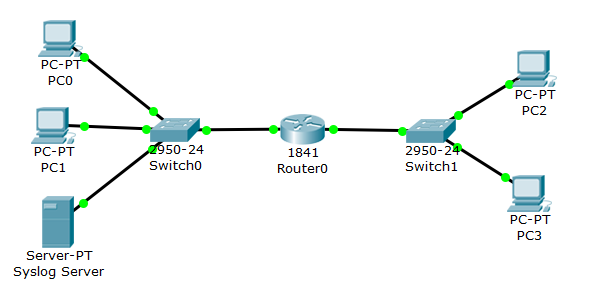 PC-PT
PC0
PC-PT
PC1
Server-PT
Syslog Server
2950-24
Switch0
1841
Router0
2950-24
Switch1
PC-PT
PC2
PC-PT
PC3